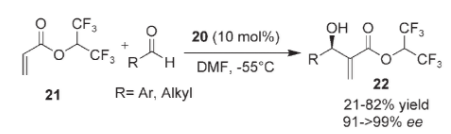 O
CF₃
O
CF₃
+
O
R
H
20 (10 mol%)
DMF, -55°C
OH
O
R
O
CF₃
CF₃
21
R= Ar, Alkyl
22
21-82% yield
91->99% ee